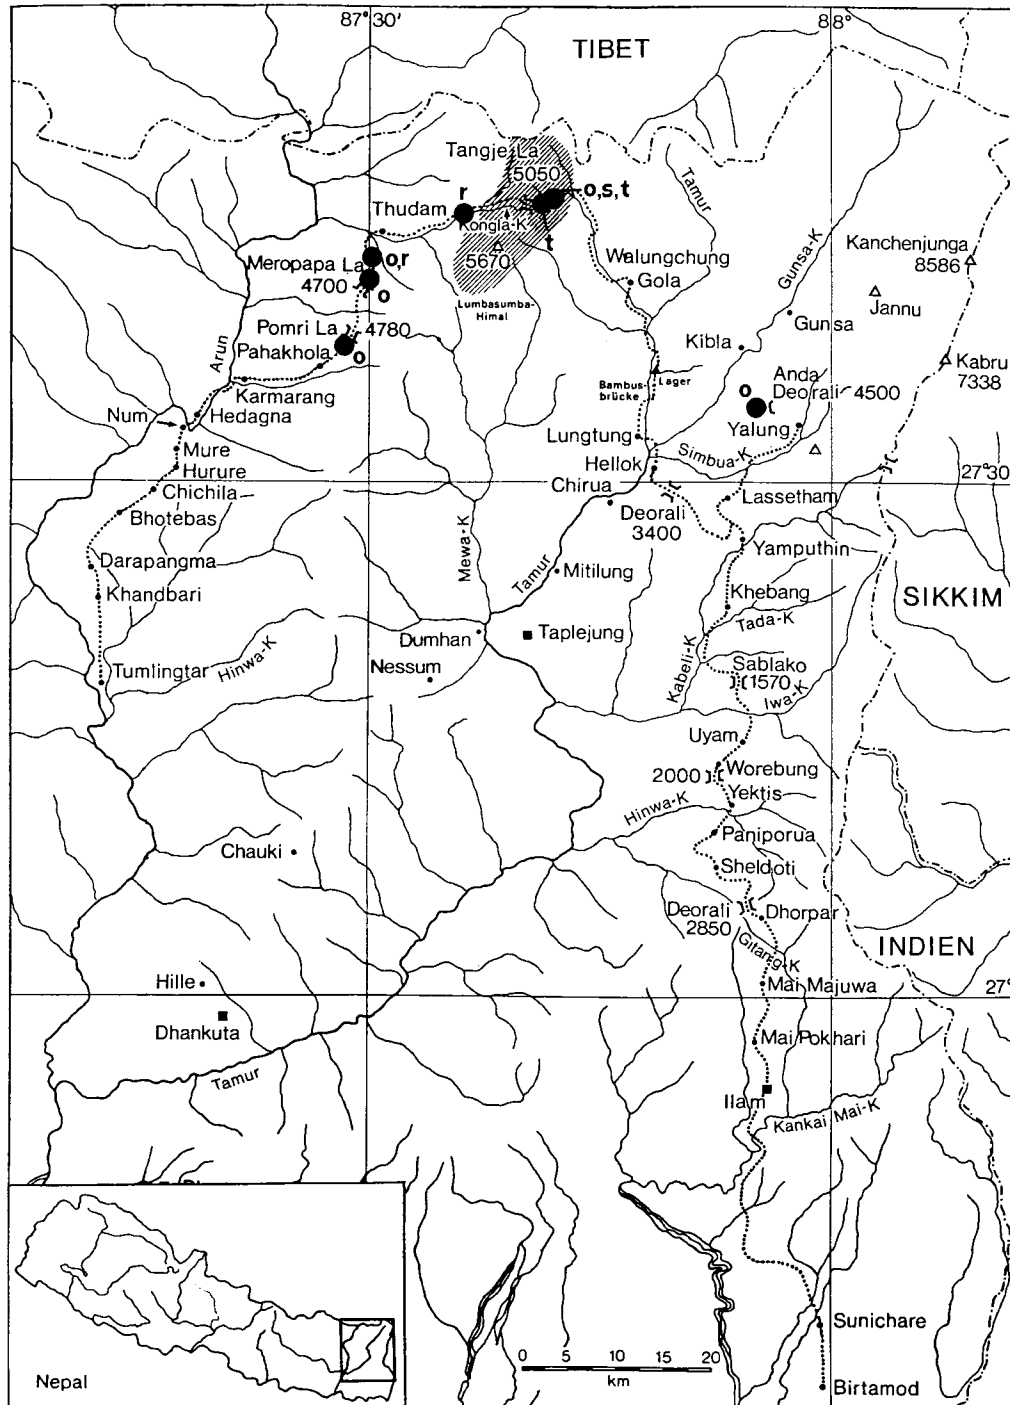 87° 30'
88°
TIBET
Tangje La
5050
r
o,s,t
Thudam
Kongla-K
t
Tamur
Gunsa-K
Kanchenjunga
8586
o,r
Meropapa La
4700
o
5670
Walungchung
Gola
Lumbasumba-
Himal
Jannu
Gunsa
Pomri La
4780
Pahakhola
o
Arun
Kibla
Kabru
7338
Karmarang
Bambus-
brücke
Lager
o
Anda
Deorali 4500
Num
Hedagna
Lungtung
Yalung
Mure
Simbua-K
Hurure
Hellok
27°30
Chichila
Chirua
Lassetham
Bhotebas
Deorali
3400
Yamputhin
Mewa-K
Tamur
Darapangma
Mitilung
Khandbari
Khebang
SIKKIM
Tada-K
Dumhan
Taplejung
Hinwa-K
Nessum
Kabeli-K
Sablako
1570
Tumlingtar
Iwa-K
Uyam
2000
Worebung
Yektis
Hinwa-K
Paniporua
Chauki
Sheldoti
Deorali
2850
Dhorpar
Gitang-K
INDIEN
Hille
Mai Majuwa
27°
Dhankuta
Mai Pokhari
Tamur
Ilam
Kankai Mai-K
Sunichare
0 5 10 20
km
Nepal
Birtamod